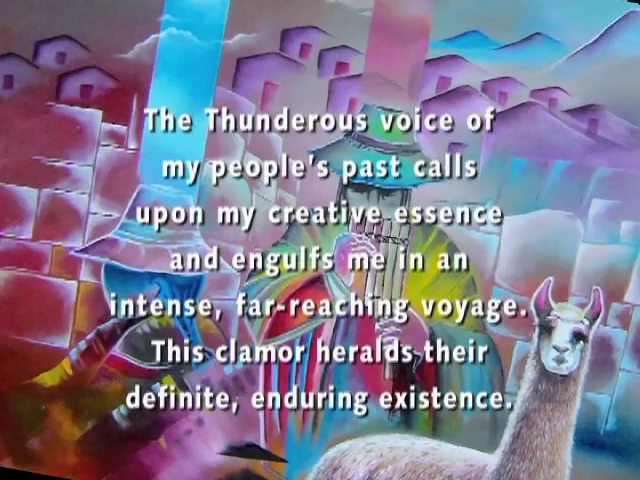 The Thunderous voice of
my people's past calls
upon my creative essence
and engulfs me in an
intense, far-reaching voyage.
This clamor heralds their
definite, enduring existence.